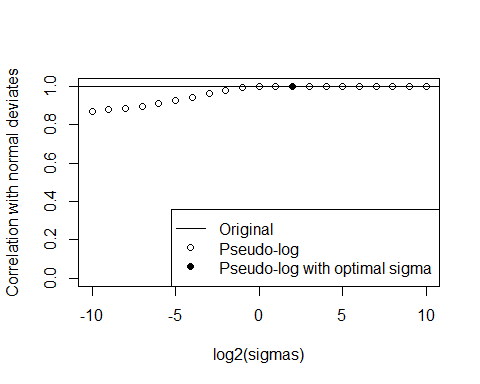 Correlation with normal deviates
1.0
0.8
0.6
0.4
0.2
0.0
Original
Pseudo-log
Pseudo-log with optimal sigma
-10 -5 0 5 10
log2(sigmas)